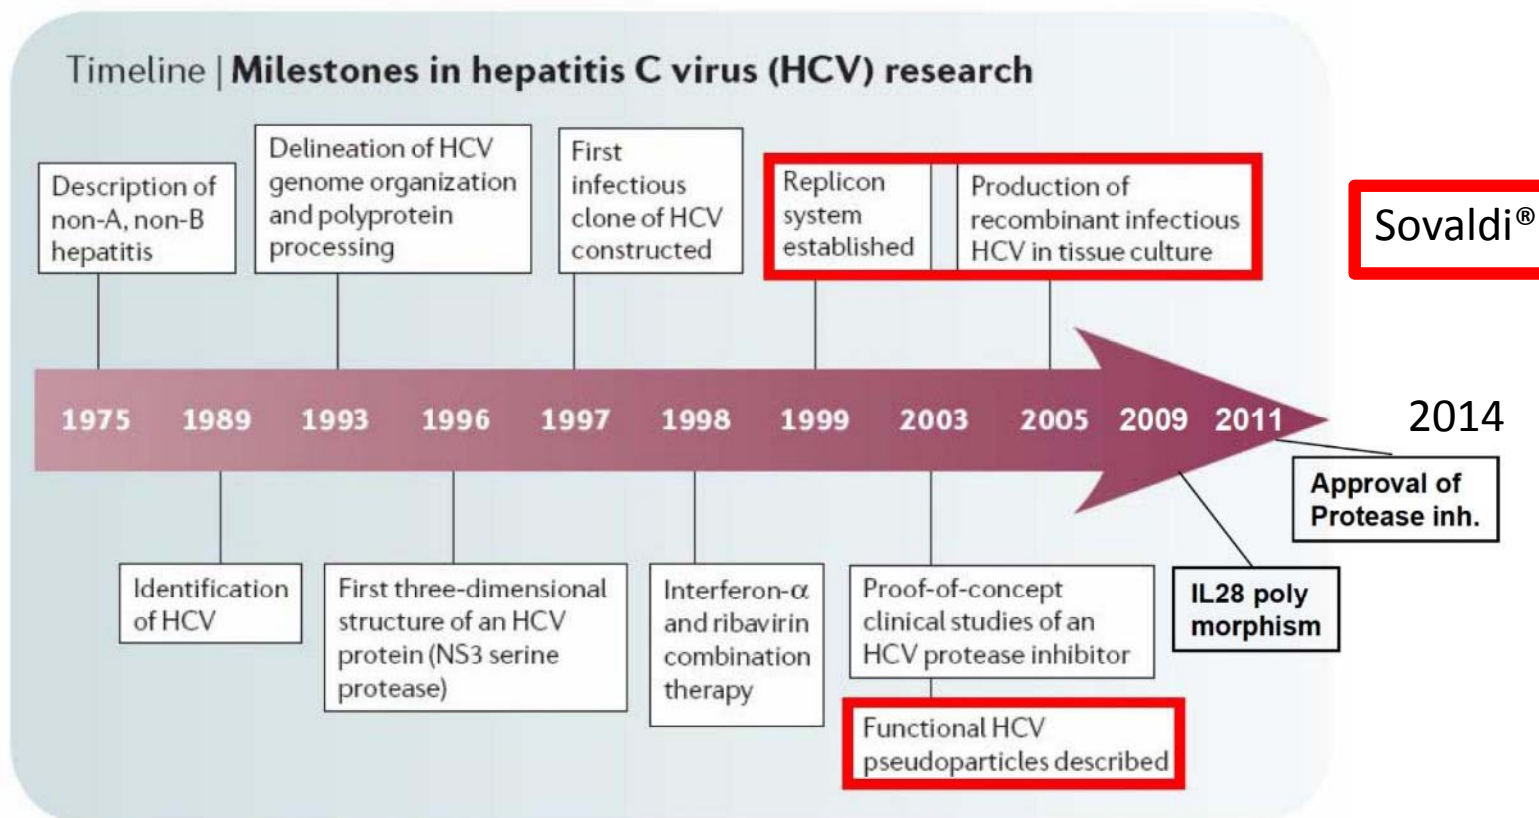 Timeline | Milestones in hepatitis C virus (HCV) research
Description of
non-A, non-B
hepatitis
Delineation of HCV
genome organization
and polyprotein
processing
First
infectious
clone of HCV
constructed
Replicon
system
established
Production of
recombinant infectious
HCV in tissue culture
Sovaldi®
1975 1989 1993 1996 1997 1998 1999 2003 2005 2009 2011 2014
Identification
of HCV
First three-dimensional
structure of an HCV
protein (NS3 serine
protease)
Interferon-α
and ribavirin
combination
therapy
Proof-of-concept
clinical studies of an
HCV protease inhibitor
Functional HCV
pseudoparticles described
IL28 poly
morphism
Approval of
Protease inh.